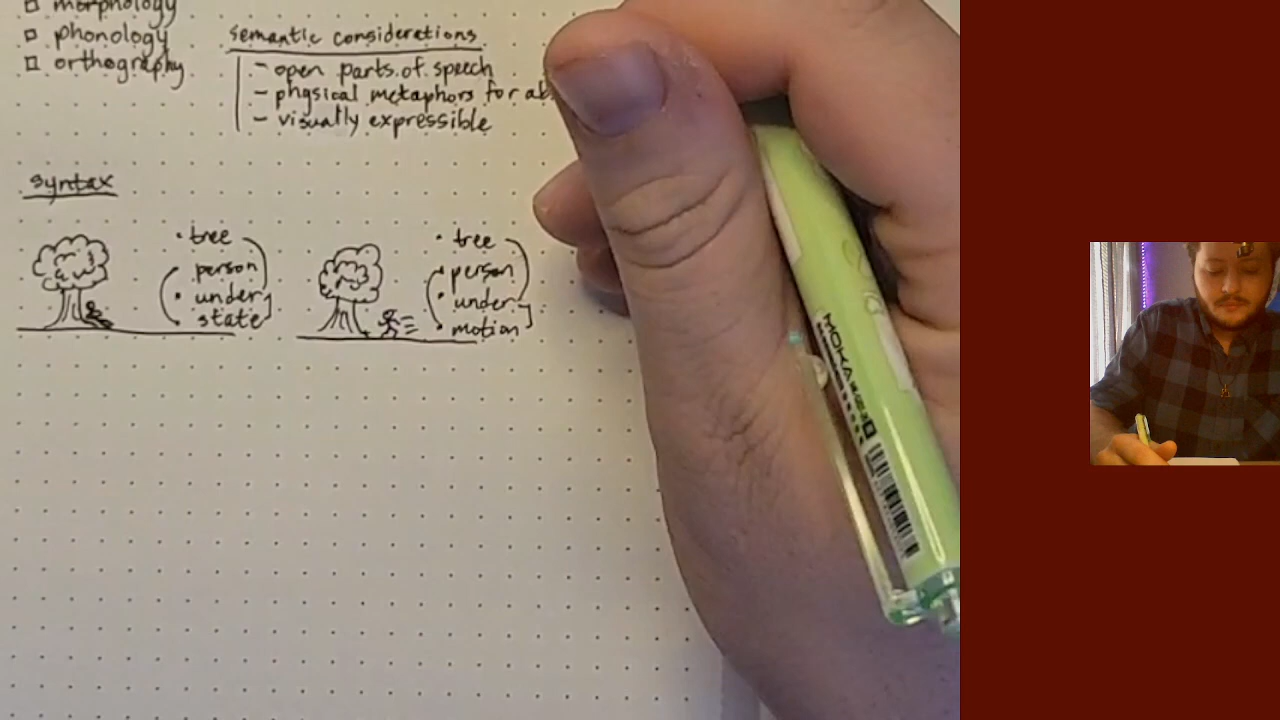 morphology
phonology
orthography
semantic considerations
- open parts of speech
- physical metaphors for
- visually expressible
syntax
• tree
person
• under
state
• tree
• person
• under
• motion